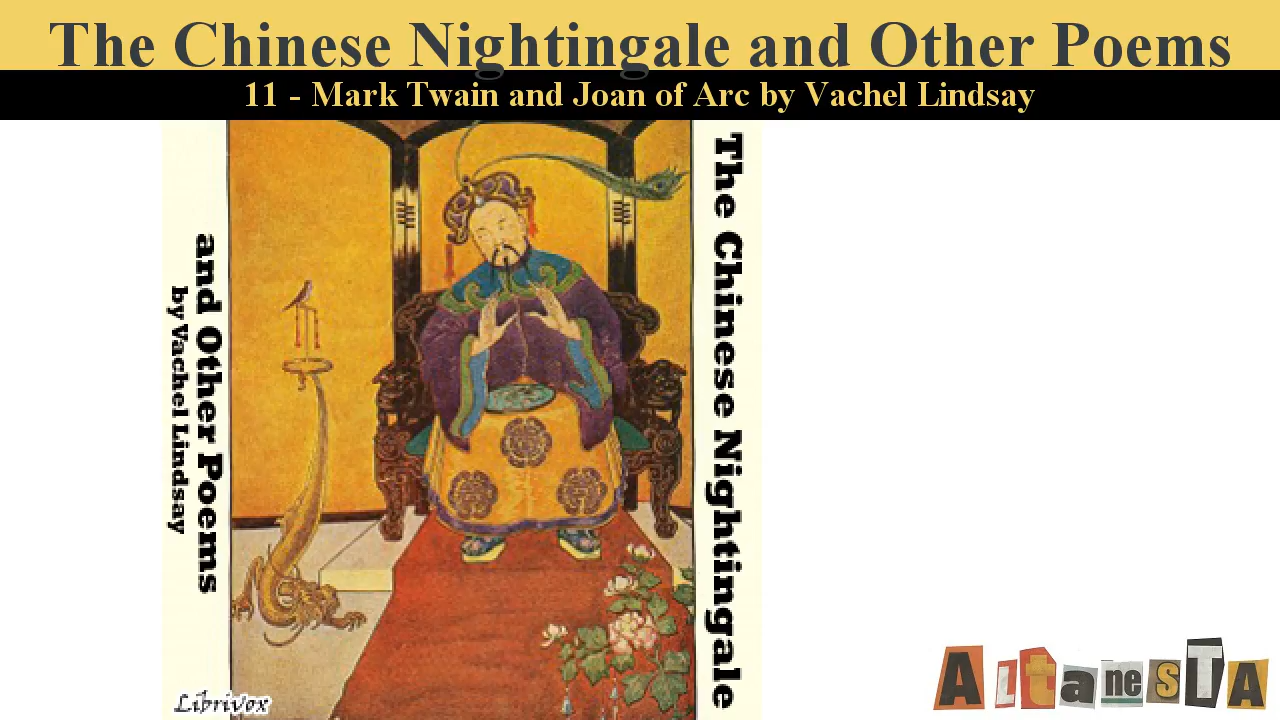 The Chinese Nightingale and Other Poems
11 - Mark Twain and Joan of Arc by Vachel Lindsay
The Chinese Nightingale
and Other Poems
by Vachel Lindsay
Librivox
AltanesTA